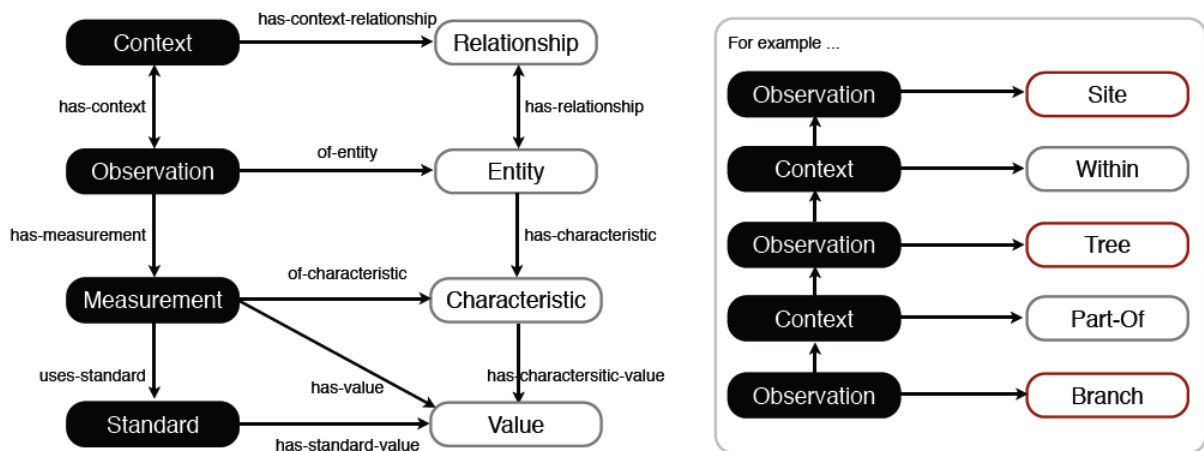 has-context-relationship
Context
Relationship
has-context
has-relationship
of-entity
Observation
Entity
has-measurement
has-characteristic
of-characteristic
Measurement
Characteristic
uses-standard
has-value
has-charactersitic-value
Standard
Value
has-standard-value
For example ...
Observation
Site
Context
Within
Observation
Tree
Context
Part-Of
Observation
Branch